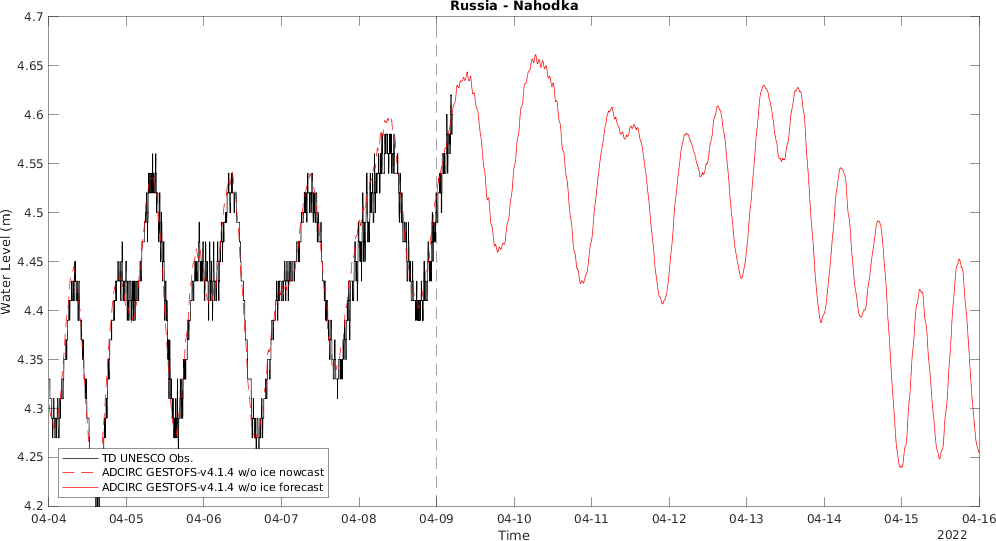 Russia - Nahodka
4.7
4.65
4.6
4.55
4.5
4.45
4.4
4.35
4.3
4.25
4.2
Water Level (m)
TD UNESCO Obs.
ADCIRC GESTOFS-v4.1.4 w/o ice nowcast
ADCIRC GESTOFS-v4.1.4 w/o ice forecast
04-04 04-05 04-06 04-07 04-08 04-09 04-10 04-11 04-12 04-13 04-14 04-15 04-16
Time
2022